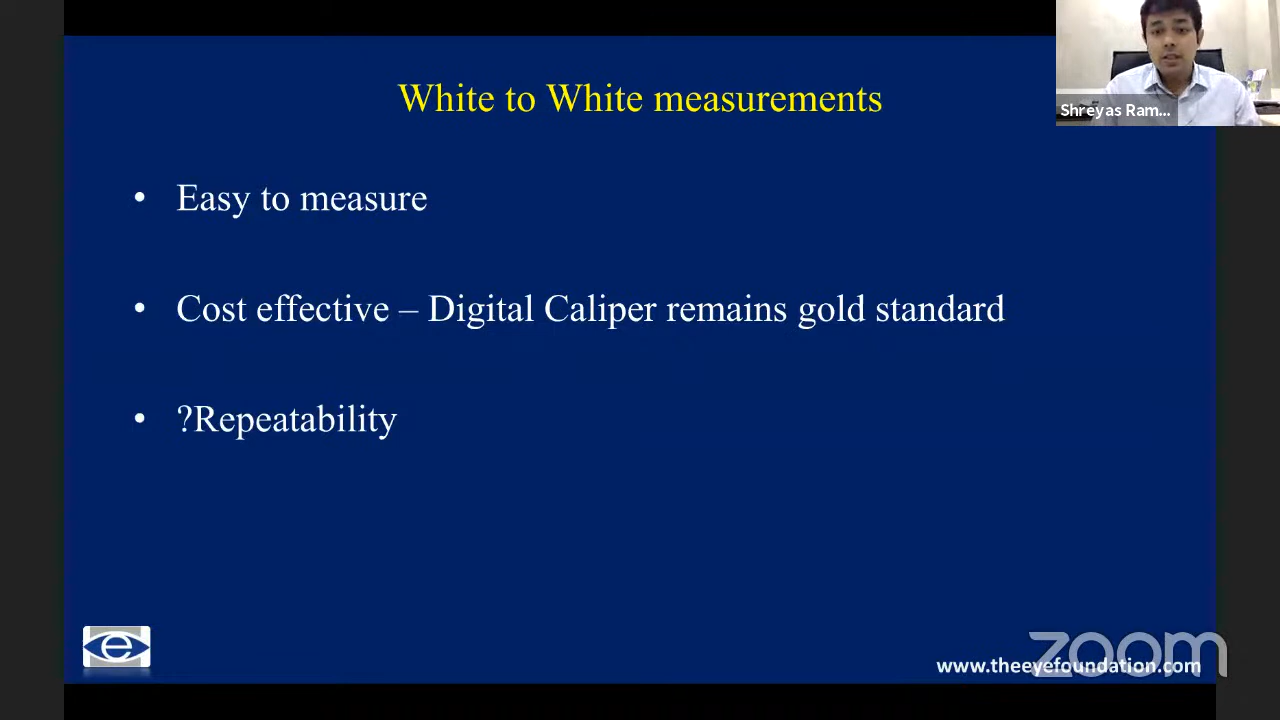 White to White measurements
Shreyas Ram...
• Easy to measure
• Cost effective – Digital Caliper remains gold standard
• ?Repeatability
e
www.theeyefoundation.com
zoom